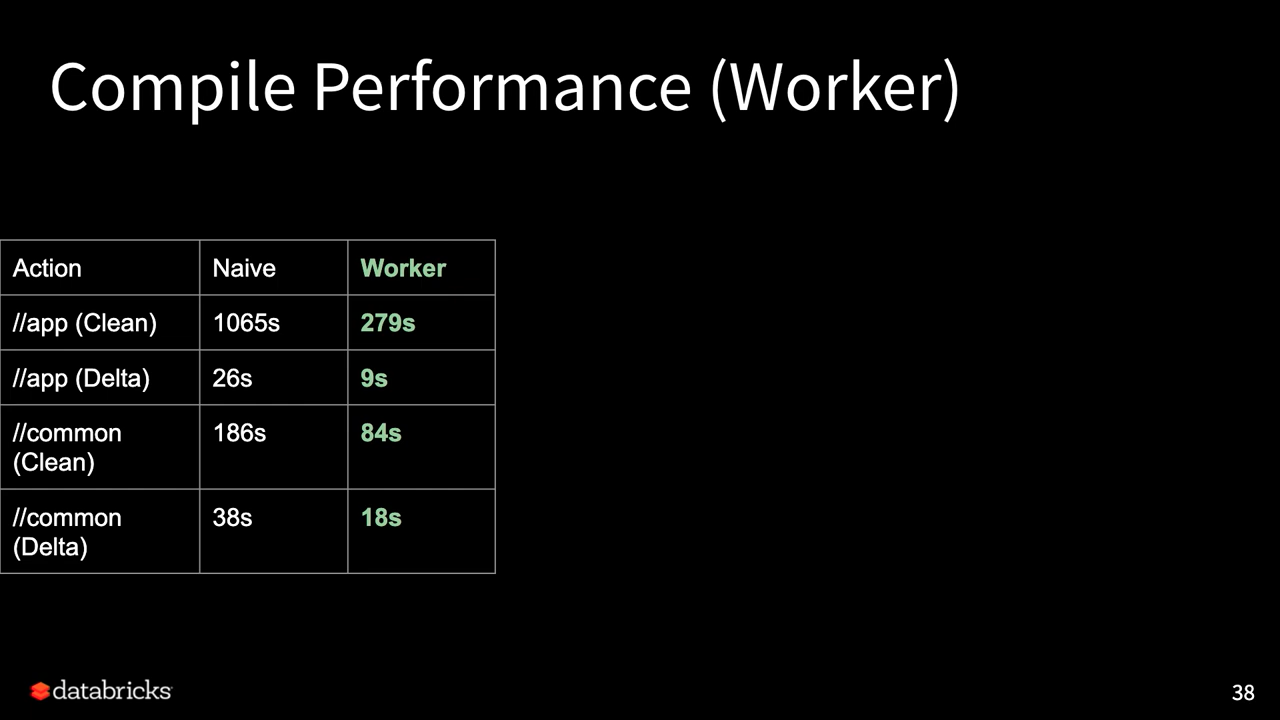 Compile Performance (Worker)
Action Naive Worker
//app (Clean) 1065s 279s
//app (Delta) 26s 9s
//common 186s 84s
(Clean)
//common 38s 18s
(Delta)
databricks
38